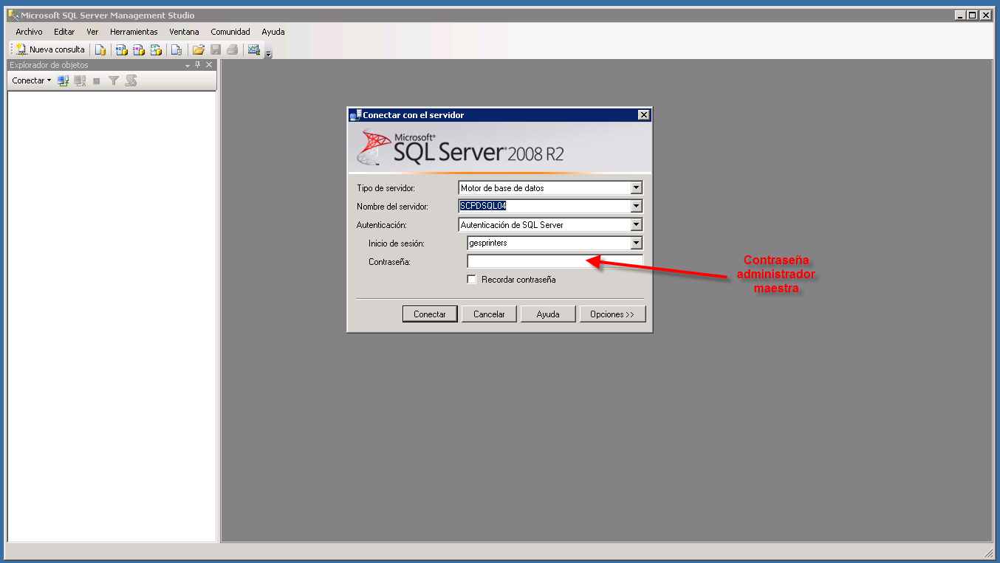 Microsoft SQL Server Management Studio
Archivo Editar Ver Herramientas Ventana Comunidad Ayuda
Nueva consulta
Explorador de objetos
Conectar
Conectar con el servidor
Microsoft®
SQL Server® 2008 R2
Tipo de servidor: Motor de base de datos
Nombre del servidor: SCPDSQL04
Autenticación: Autenticación de SQL Server
Inicio de sesión: gesprinters
Contraseña:
Recordar contraseña
Conectar Cancelar Ayuda Opciones >>
Contraseña
administrador
maestra